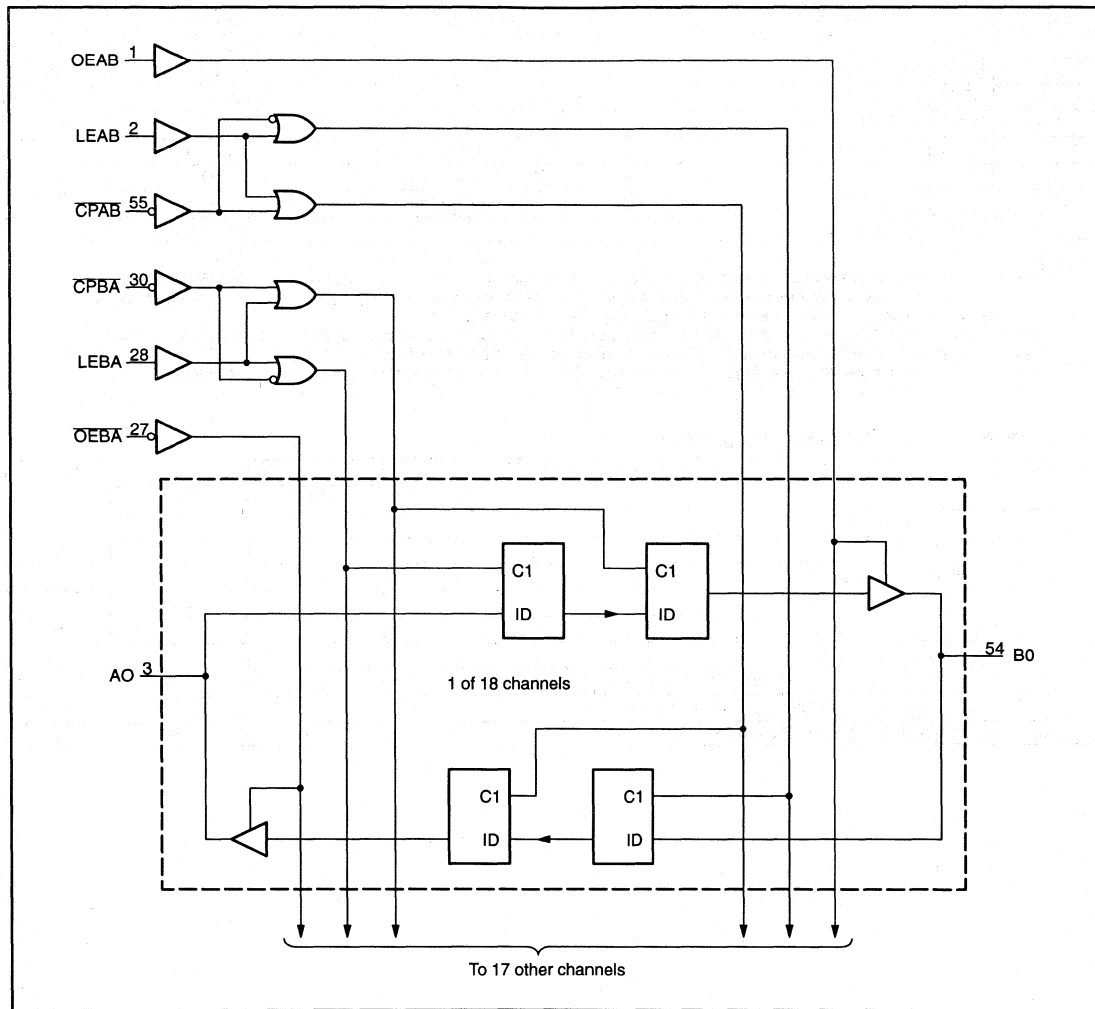 OEAB 1
LEAB 2
CPAB 55
CPBA 30
LEBA 28
OEBA 27
C1
C1
ID
ID
AO 3
54 B0
1 of 18 channels
C1
C1
ID
ID
To 17 other channels